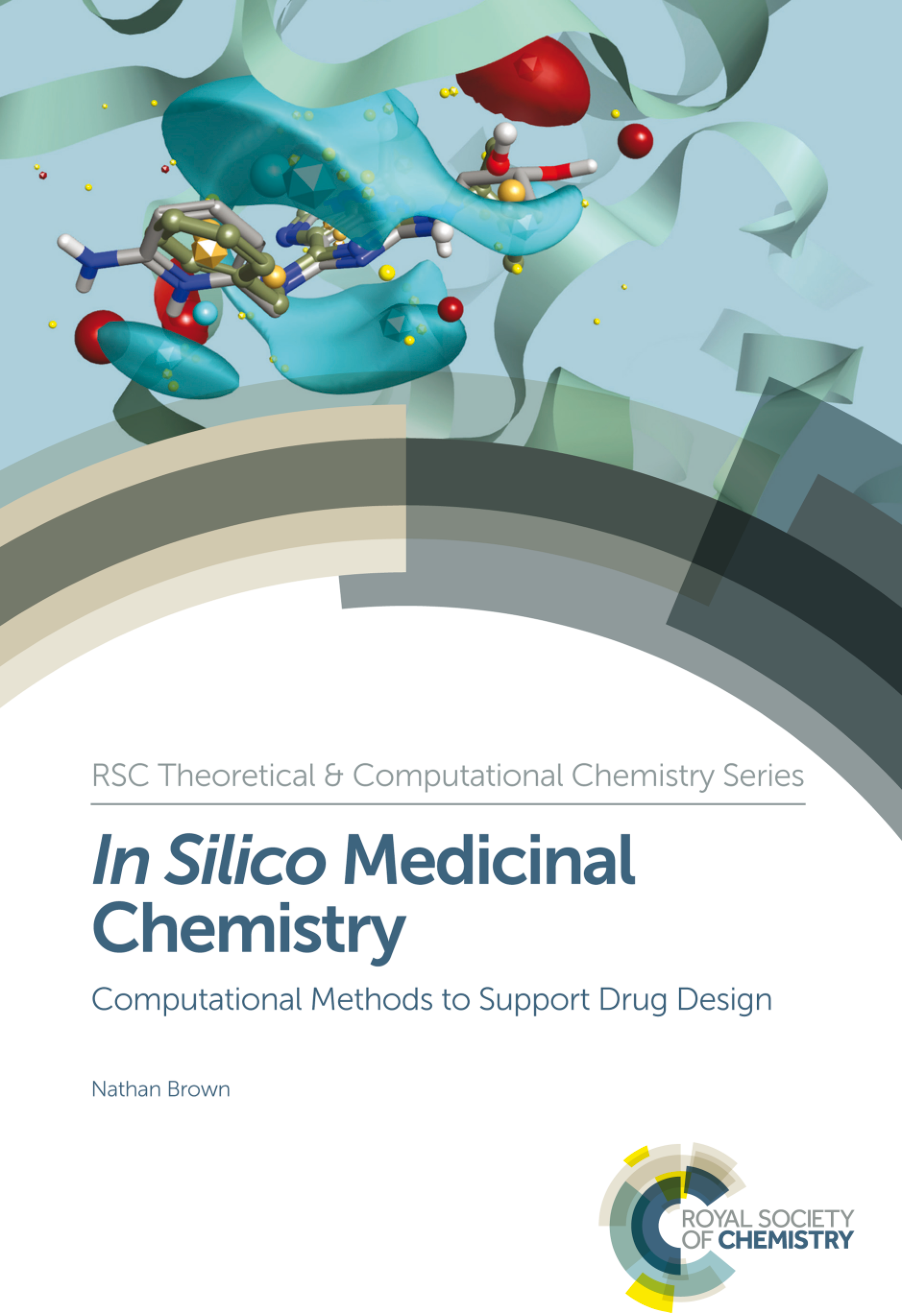 RSC Theoretical & Computational Chemistry Series
In Silico Medicinal
Chemistry
Computational Methods to Support Drug Design
Nathan Brown
ROYAL SOCIETY
OF CHEMISTRY